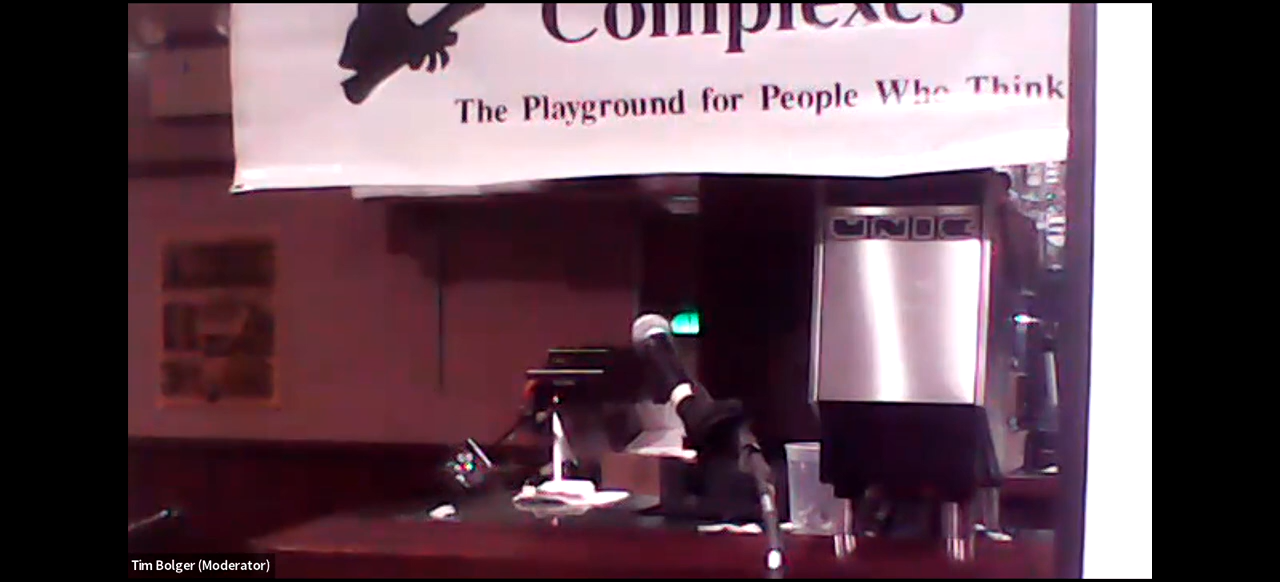 Complexes
The Playground for People Who Think
UNIC
Tim Bolger (Moderator)